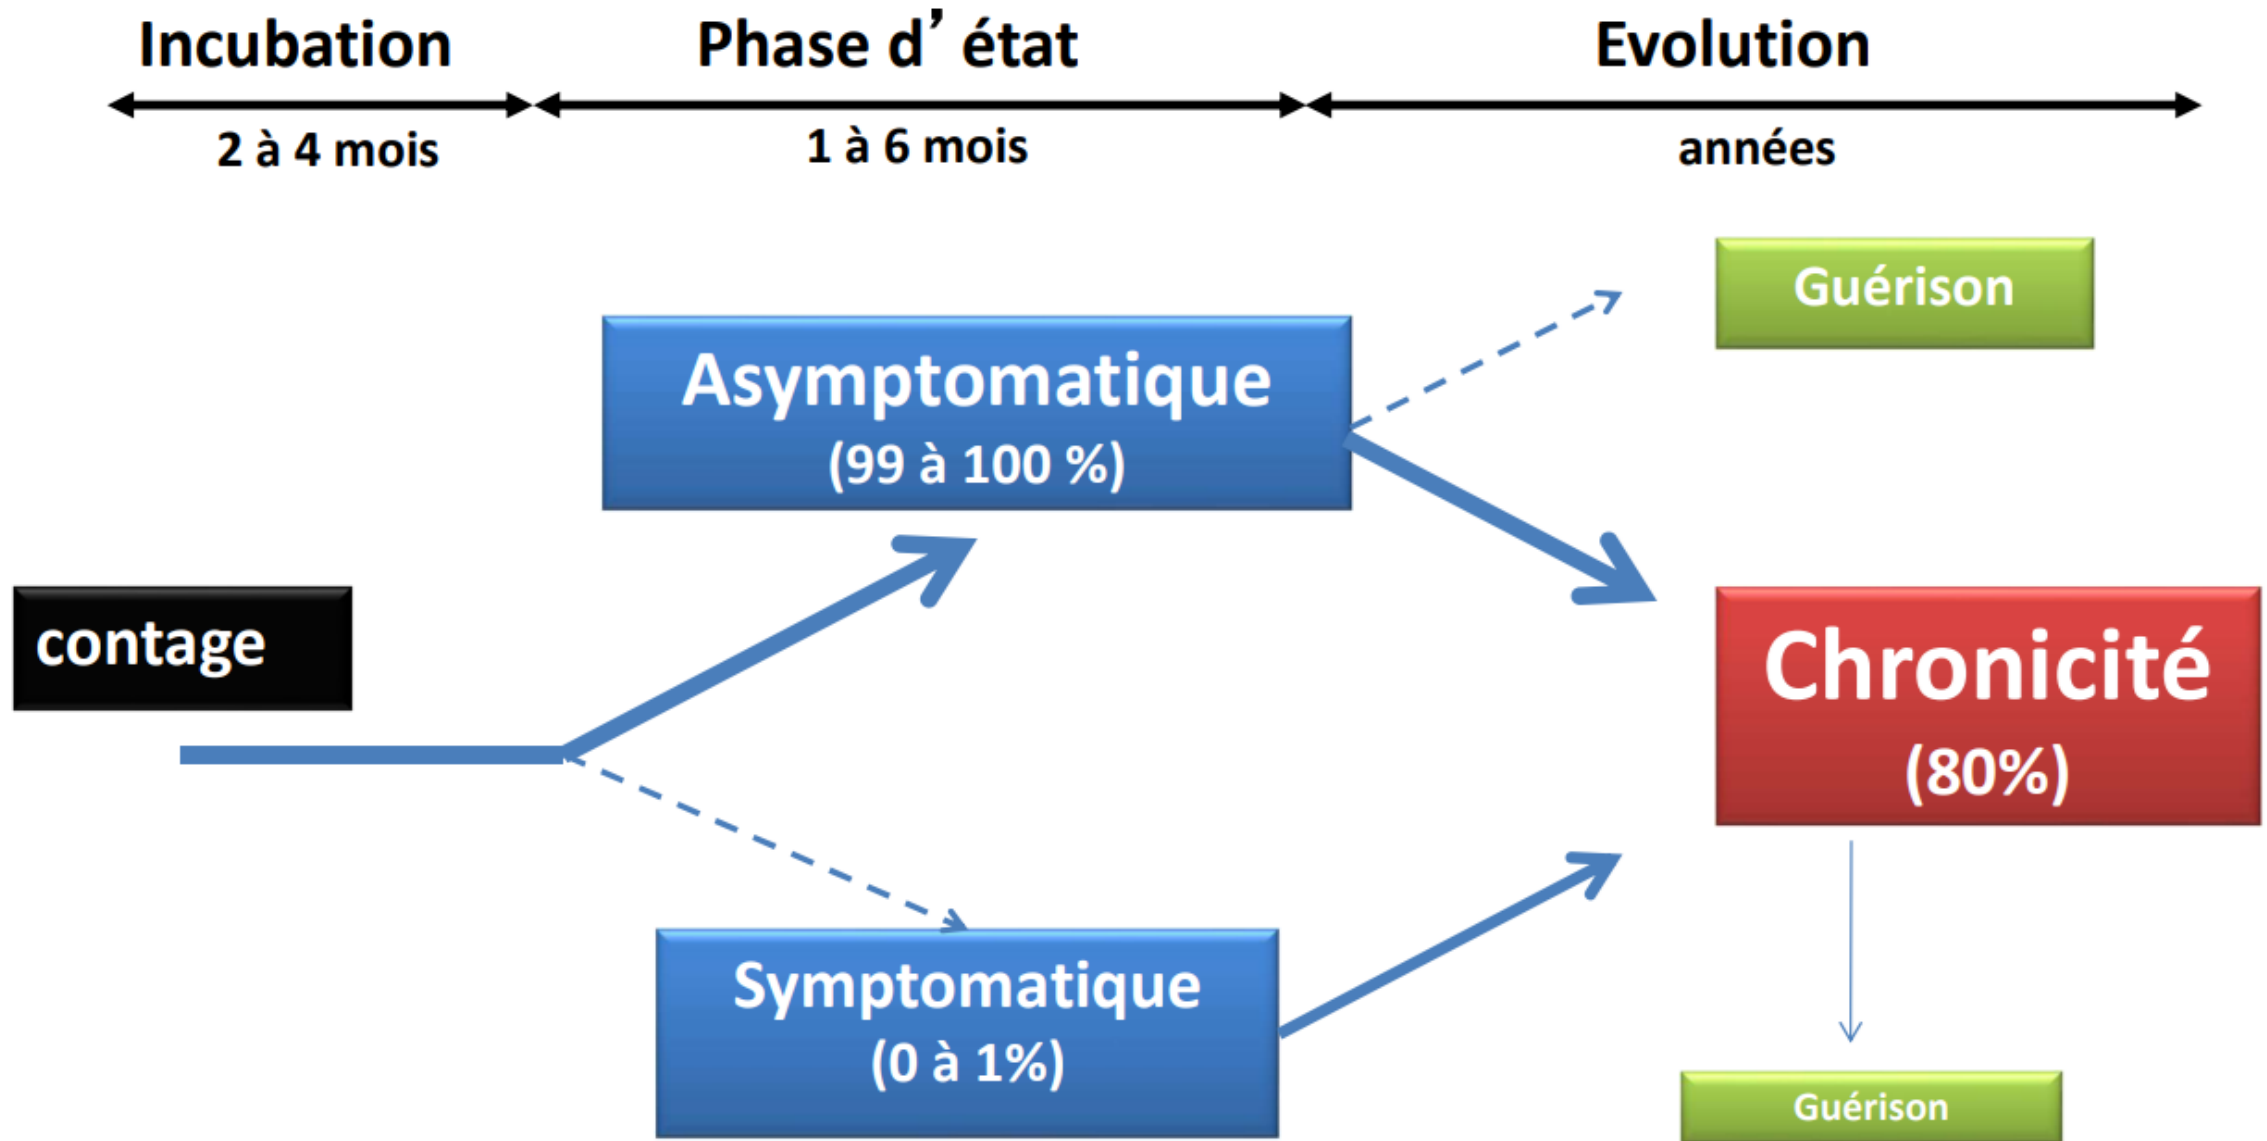 Incubation
Phase d’ état
Evolution
2 à 4 mois
1 à 6 mois
années
Guérison
Asymptomatique
(99 à 100 %)
contage
Chronicité
(80%)
Symptomatique
(0 à 1%)
Guérison